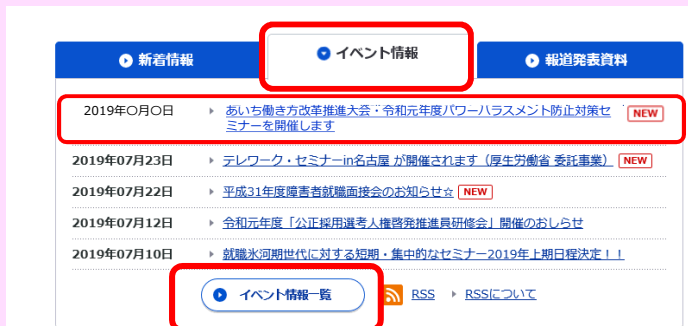 新着情報
イベント情報
報道発表資料
2019年〇月〇日 あいち働き方改革推進大会・令和元年度パワーハラスメント防止対策セ NEW
ミナーを開催します
2019年07月23日 テレワーク・セミナーin名古屋 が開催されます（厚生労働省 委託事業） NEW
2019年07月22日 平成31年度障害者就職面接会のお知らせ☆ NEW
2019年07月12日 令和元年度「公正採用選考人権啓発推進員研修会」開催のおしらせ
2019年07月10日 就職氷河期世代に対する短期・集中的なセミナー2019年上期日程決定！！
イベント情報一覧 RSS RSSについて